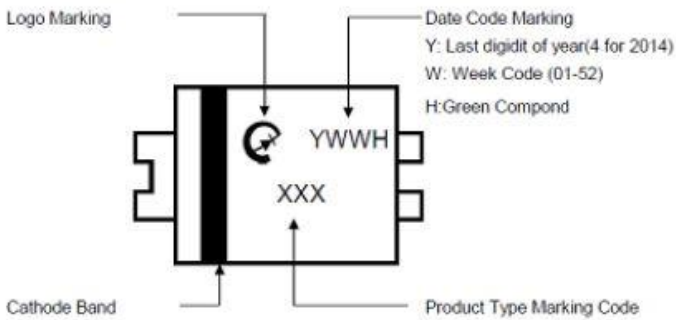 Logo Marking
Date Code Marking
Y: Last digidit of year(4 for 2014)
W: Week Code (01-52)
H:Green Compond
YWWH
XXX
Cathode Band
Product Type Marking Code